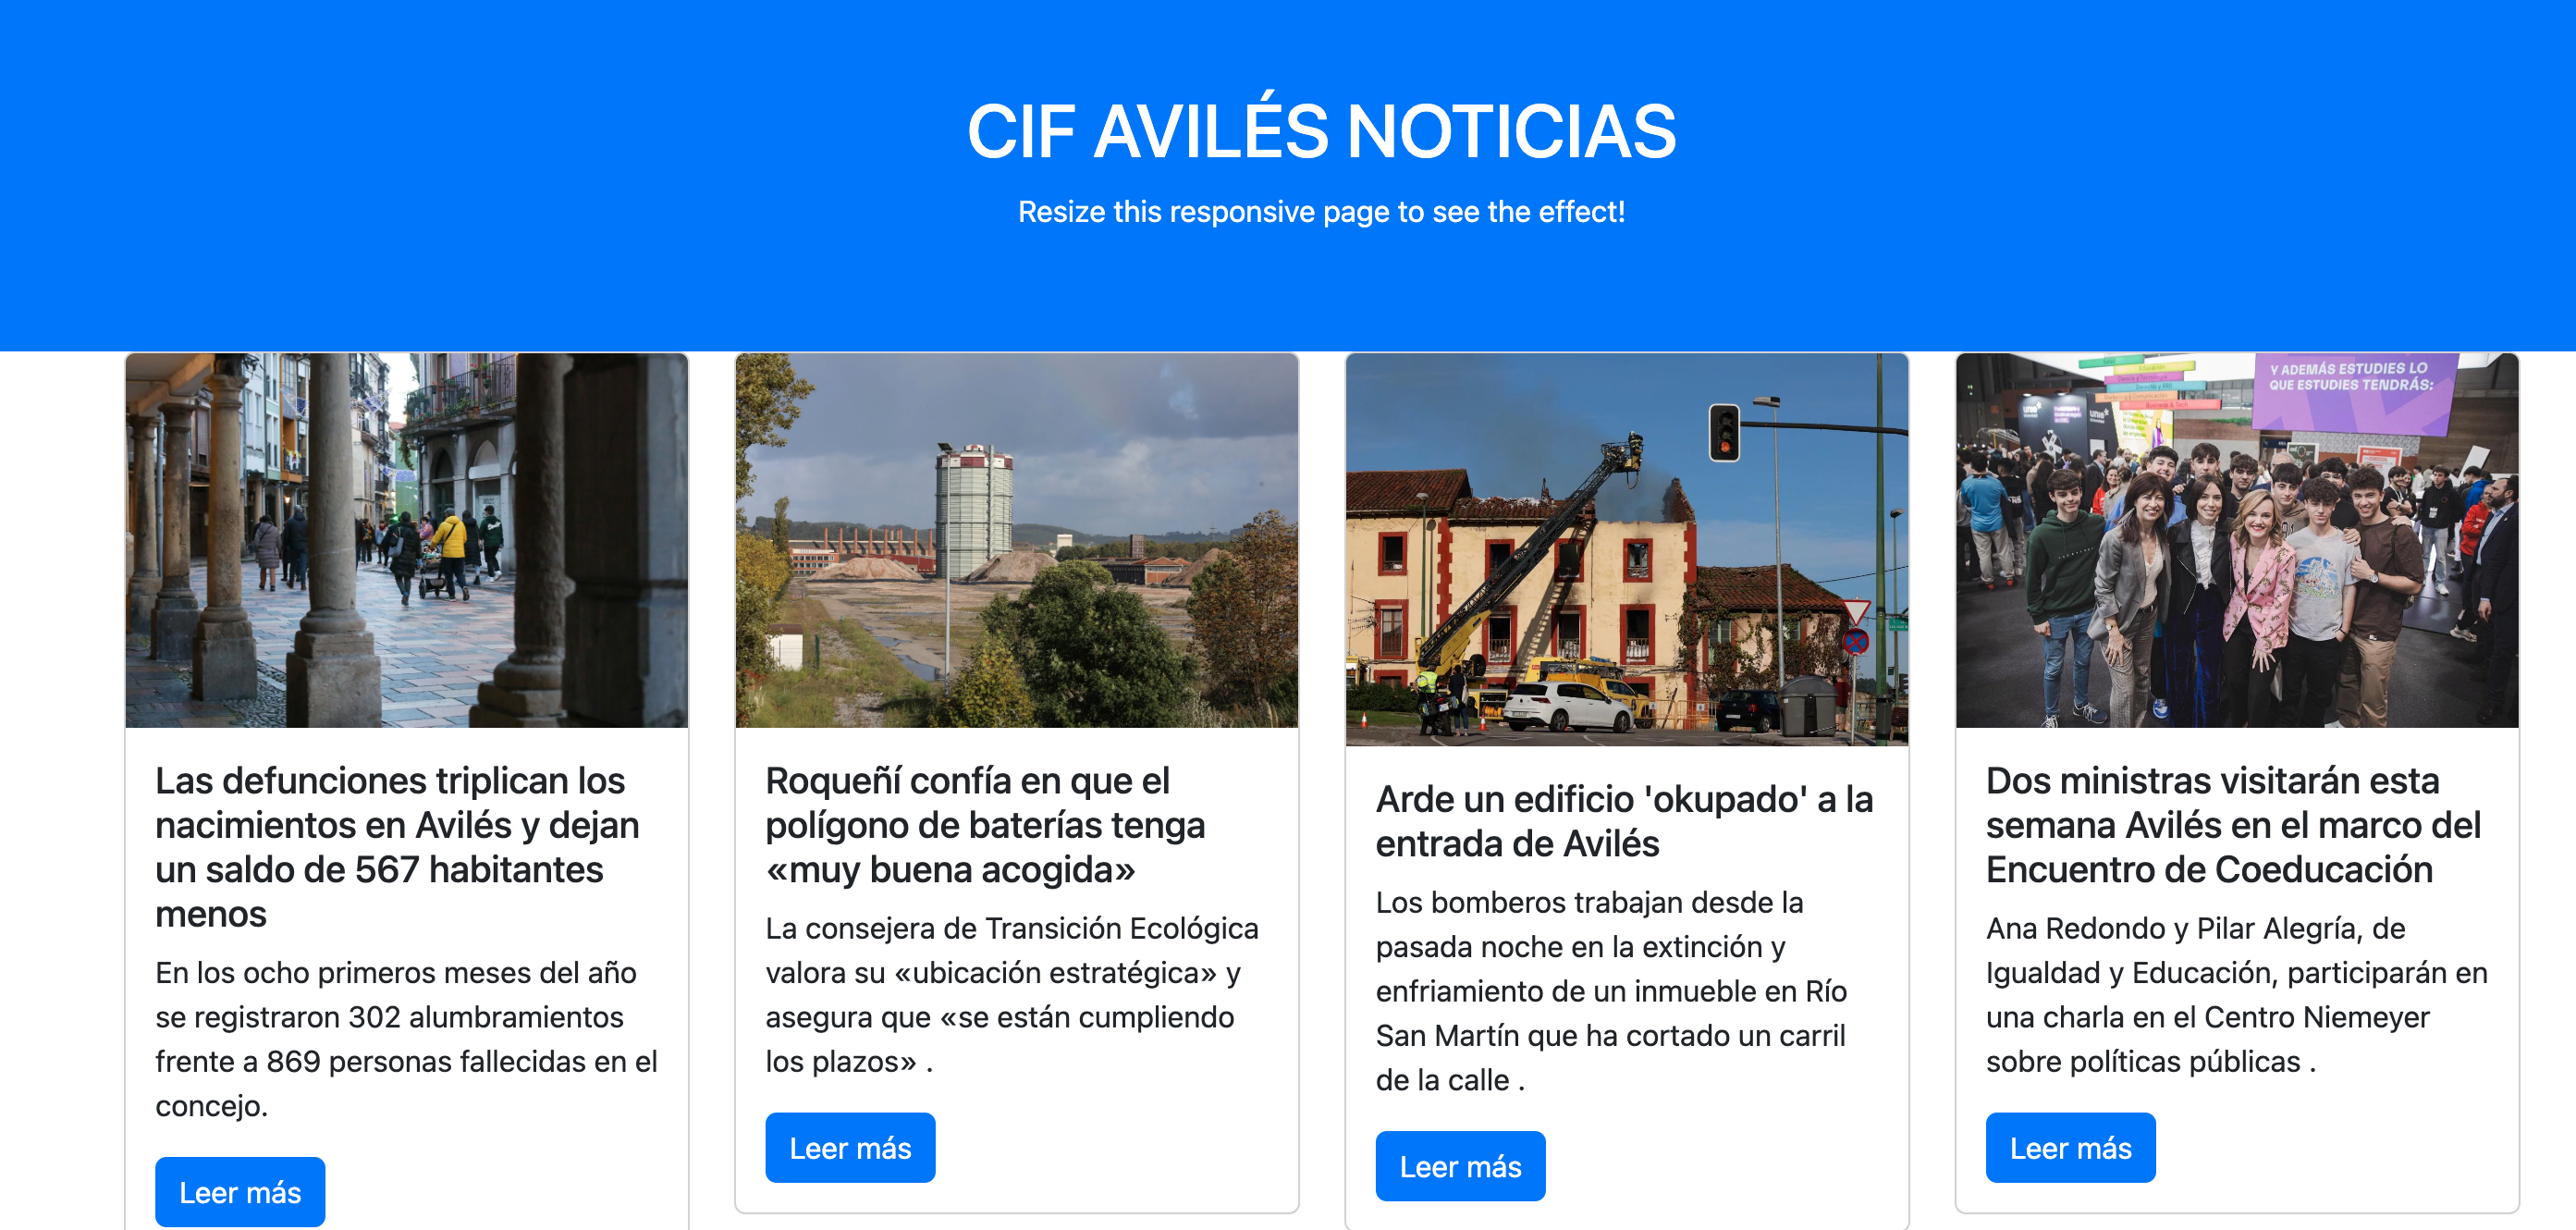 CIF AVILÉS NOTICIAS
Resize this responsive page to see the effect!
Y ADEMÁS ESTUDIES LO
QUE ESTUDIES TENDRÁS:
Las defunciones triplican los
nacimientos en Avilés y dejan
un saldo de 567 habitantes
menos
En los ocho primeros meses del año
se registraron 302 alumbramientos
frente a 869 personas fallecidas en el
concejo.
Leer más
Roqueñí confía en que el
polígono de baterías tenga
«muy buena acogida»
La consejera de Transición Ecológica
valora su «ubicación estratégica» y
asegura que «se están cumpliendo
los plazos» .
Leer más
Arde un edificio 'okupado' a la
entrada de Avilés
Los bomberos trabajan desde la
pasada noche en la extinción y
enfriamiento de un inmueble en Río
San Martín que ha cortado un carril
de la calle .
Leer más
Dos ministras visitarán esta
semana Avilés en el marco del
Encuentro de Coeducación
Ana Redondo y Pilar Alegría, de
Igualdad y Educación, participarán en
una charla en el Centro Niemeyer
sobre políticas públicas .
Leer más